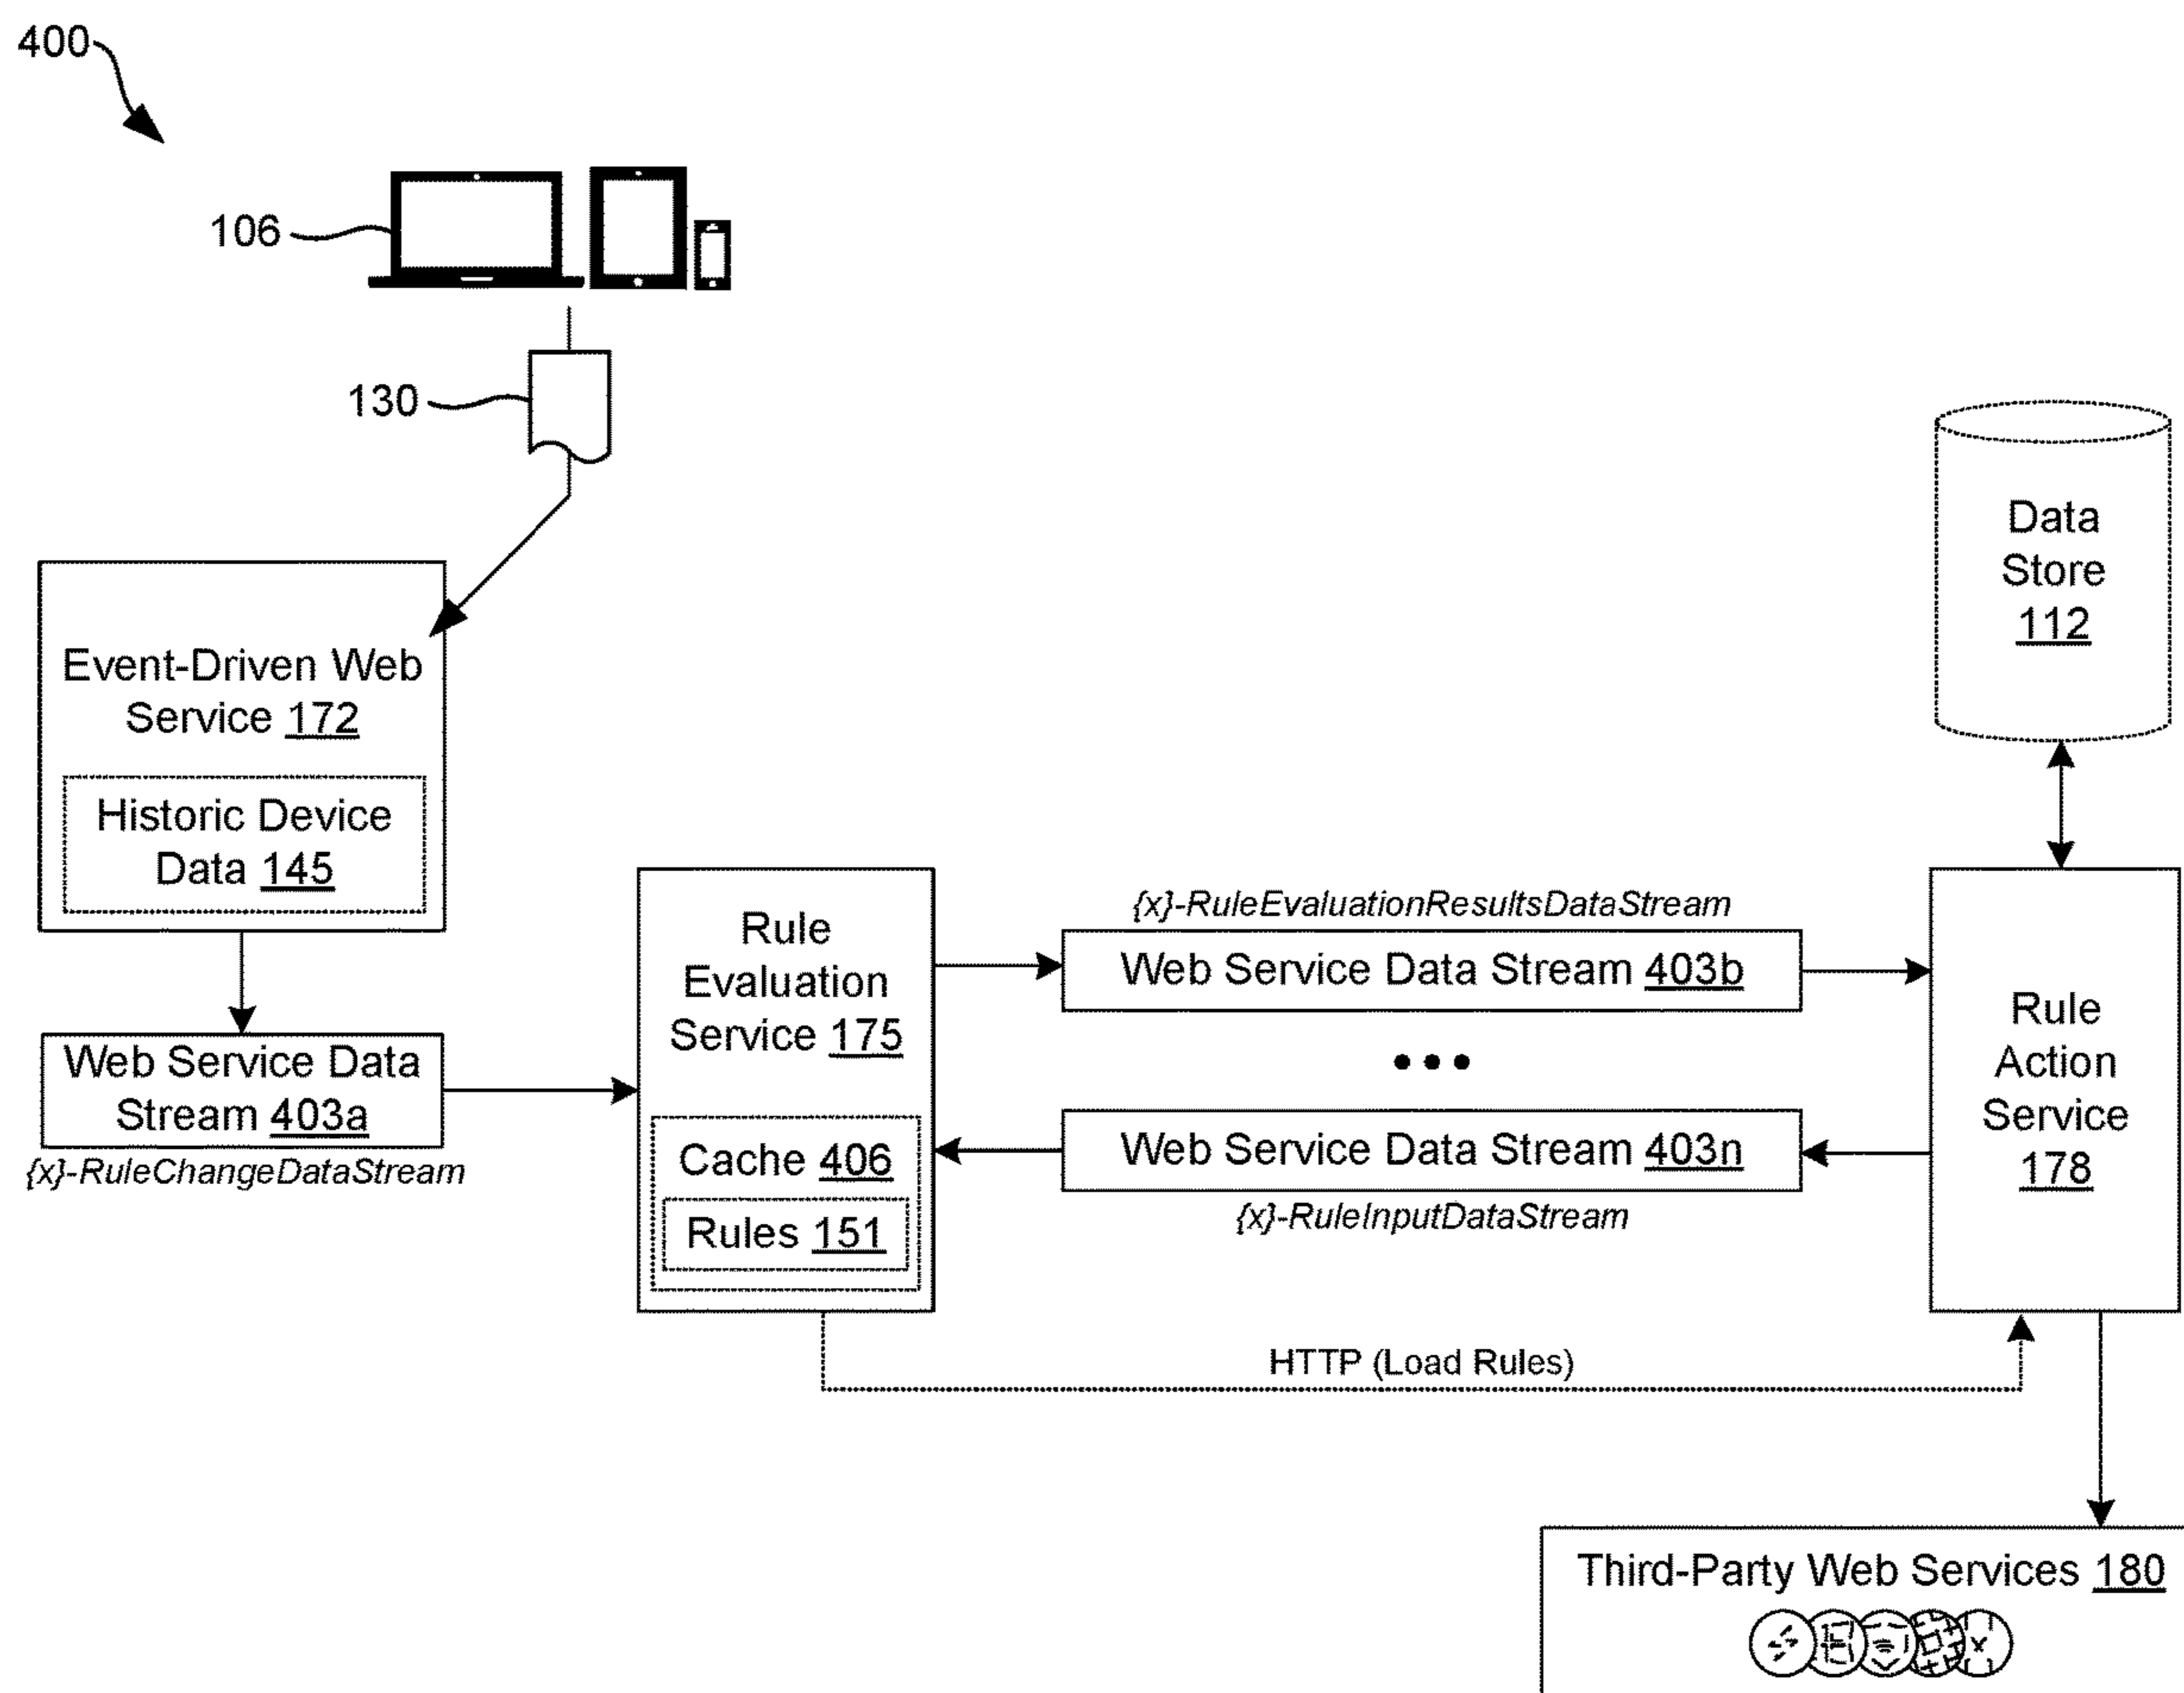 400
106
130
Data
Store
112
Event-Driven Web
Service 172
Historic Device
Data 145
Web Service Data
Stream 403a
{x}-RuleChangeDataStream
Rule
Evaluation
Service 175
Cache 406
Rules 151
{x}-RuleEvaluationResultsDataStream
Web Service Data Stream 403b
•••
Web Service Data Stream 403n
{x}-RuleInputDataStream
Rule
Action
Service
178
HTTP (Load Rules)
Third-Party Web Services 180